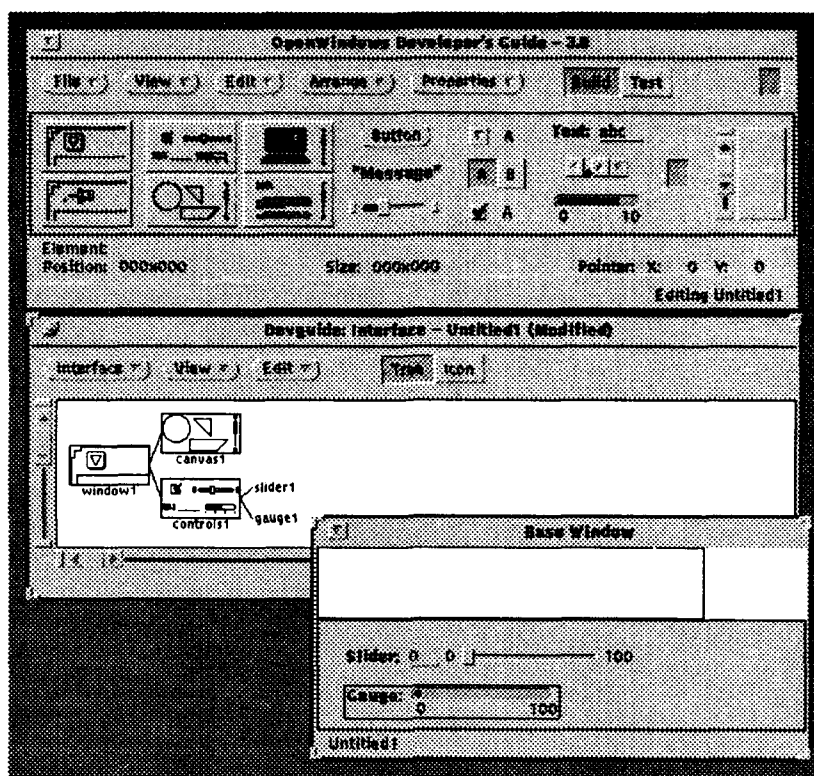 OpenWindows Developer's Guide – 3.0
File View Edit Arrange Properties Build Test
Button A Text: abc
"Message" A B
A 0 10
Element:
Position: 000x000 Size: 000x000 Pointer: X: 0 Y: 0
Editing Untitled1
Devguide: Interface – Untitled1 (Modified)
Interface View Edit Tree Icon
canvas1
window1
slider1
controls1 gauge1
Base Window
Slider: 0 0 100
Gauge:
0 100
Untitled1